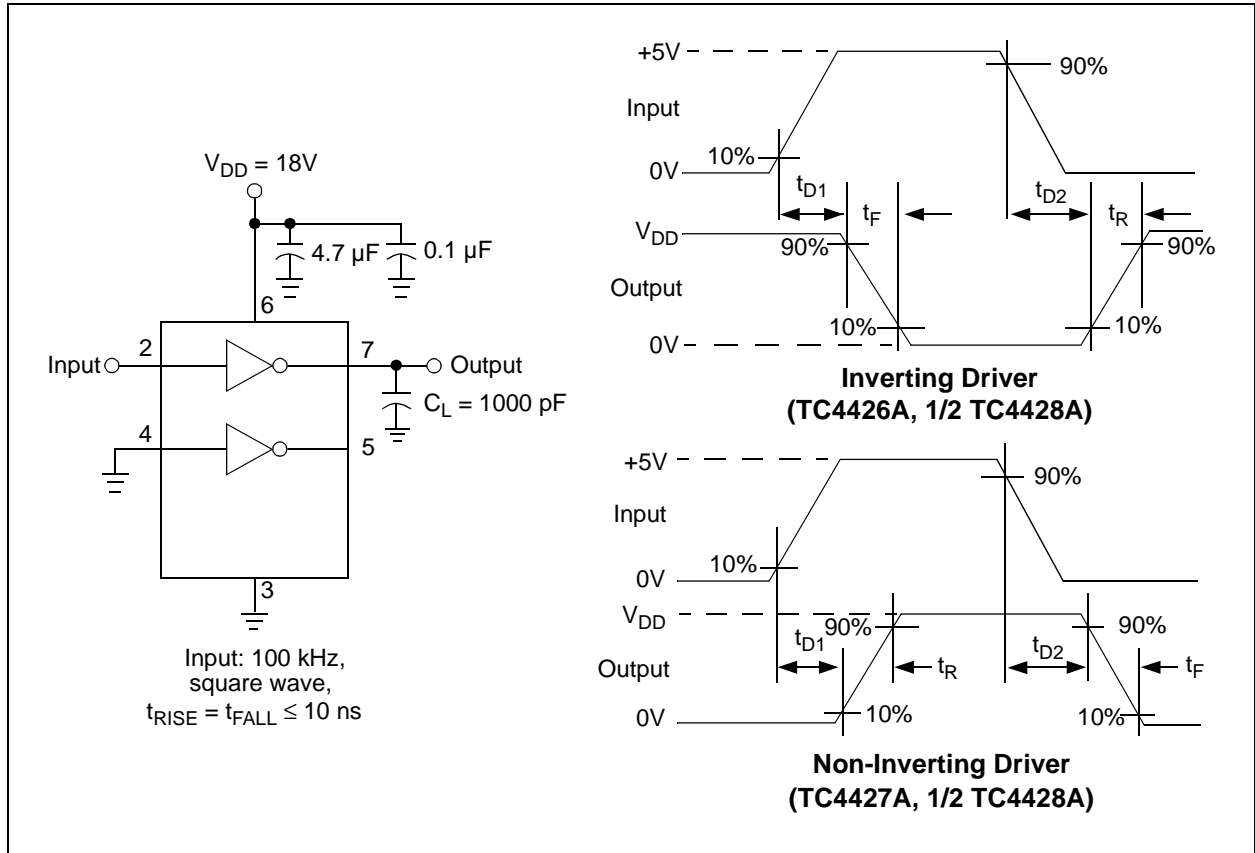 V_DD = 18V
4.7 µF
0.1 µF
6
Input
2
7
Output
C_L = 1000 pF
4
5
3
Input: 100 kHz,
square wave,
t_RISE = t_FALL ≤ 10 ns
+5V
90%
Input
10%
0V
t_D1
t_F
t_D2
t_R
V_DD
90%
90%
Output
10%
10%
0V
Inverting Driver
(TC4426A, 1/2 TC4428A)
+5V
90%
Input
10%
0V
V_DD
t_D1
90%
t_D2
90%
Output
t_R
t_F
0V
10%
10%
Non-Inverting Driver
(TC4427A, 1/2 TC4428A)